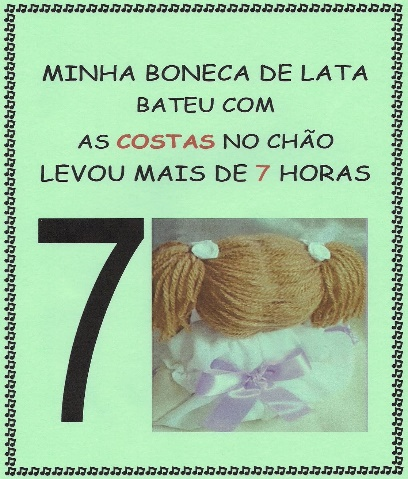 MINHA BONECA DE LATA
BATEU COM
AS COSTAS NO CHÃO
LEVOU MAIS DE 7 HORAS
7